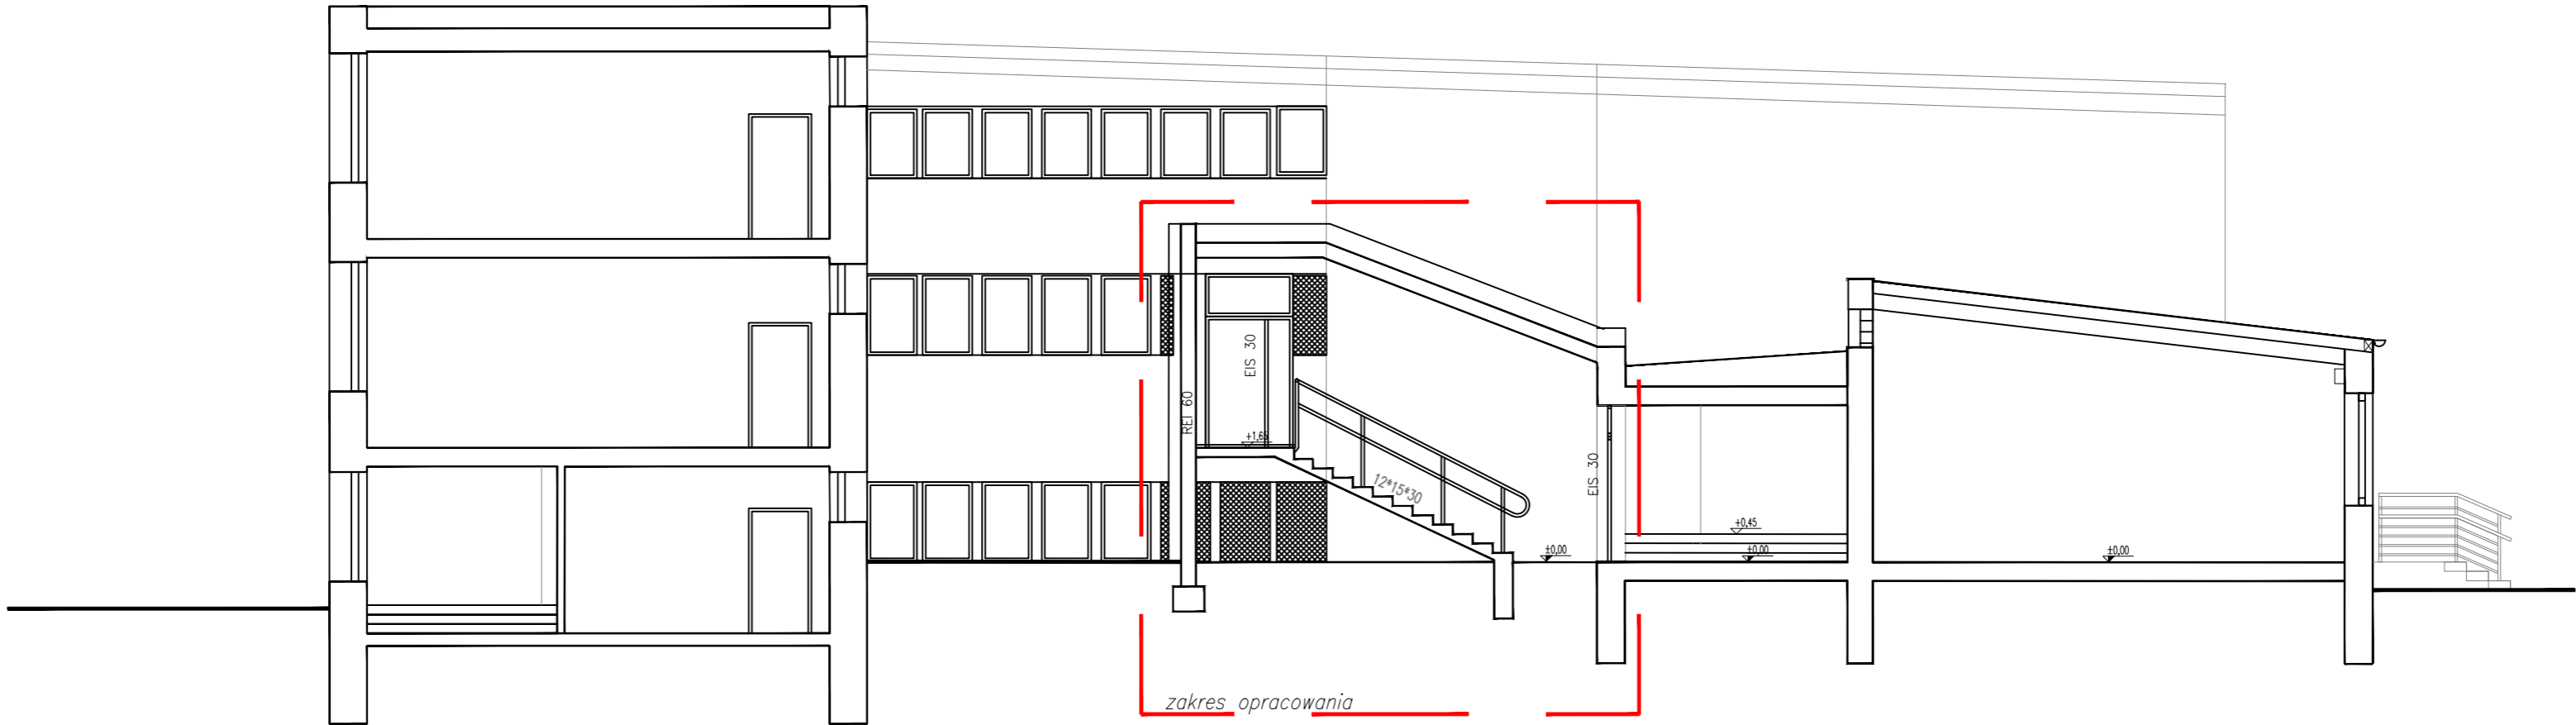 EIS 30
REI 60
+1,65
12*15*30
EIS 30
±0,00
+0,45
±0,00
±0,00
zakres opracowania